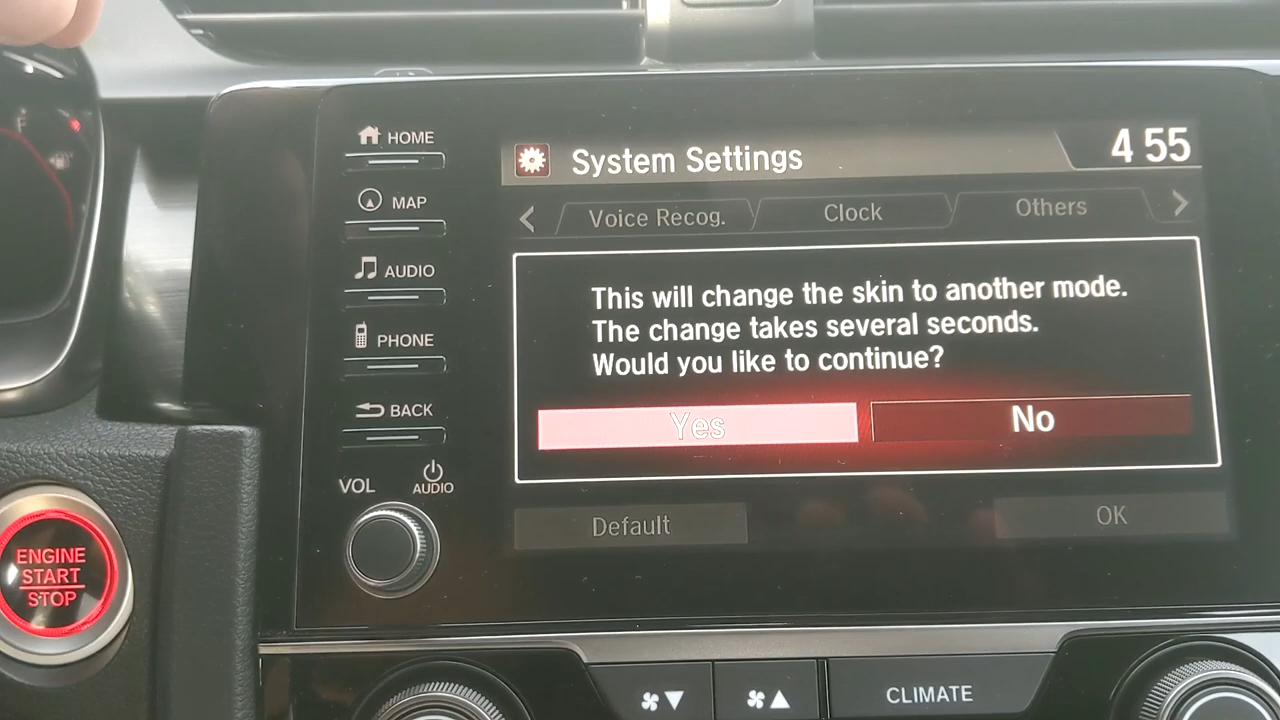 F
HOME
MAP
AUDIO
PHONE
BACK
VOL
AUDIO
ENGINE
START
STOP
System Settings
4 55
Voice Recog.
Clock
Others
This will change the skin to another mode.
The change takes several seconds.
Would you like to continue?
Yes
No
Default
OK
CLIMATE